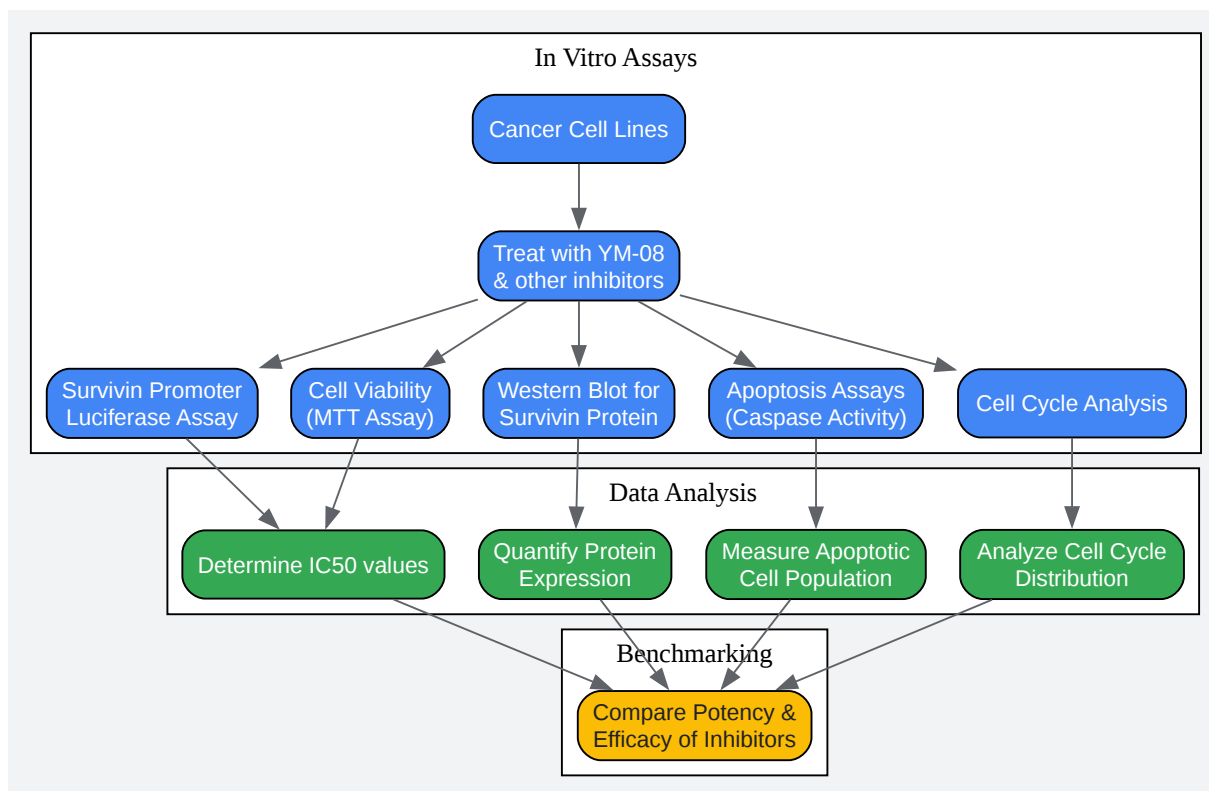 In Vitro Assays
Cancer Cell Lines
Treat with YM-08
& other inhibitors
Survivin Promoter
Luciferase Assay
Cell Viability
(MTT Assay)
Western Blot for
Survivin Protein
Apoptosis Assays
(Caspase Activity)
Cell Cycle Analysis
Data Analysis
Determine IC50 values
Quantify Protein
Expression
Measure Apoptotic
Cell Population
Analyze Cell Cycle
Distribution
Benchmarking
Compare Potency &
Efficacy of Inhibitors